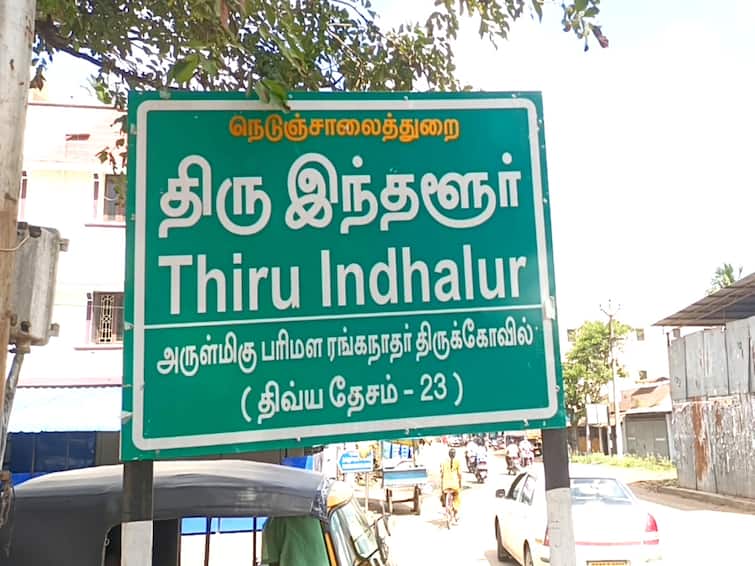 நெடுஞ்சாலைத்துறை
திரு இந்தளூர்
Thiru Indhalur
அருள்மிகு பரிமள ரங்கநாதர் திருக்கோவில்
( திவ்ய தேசம் - 23 )